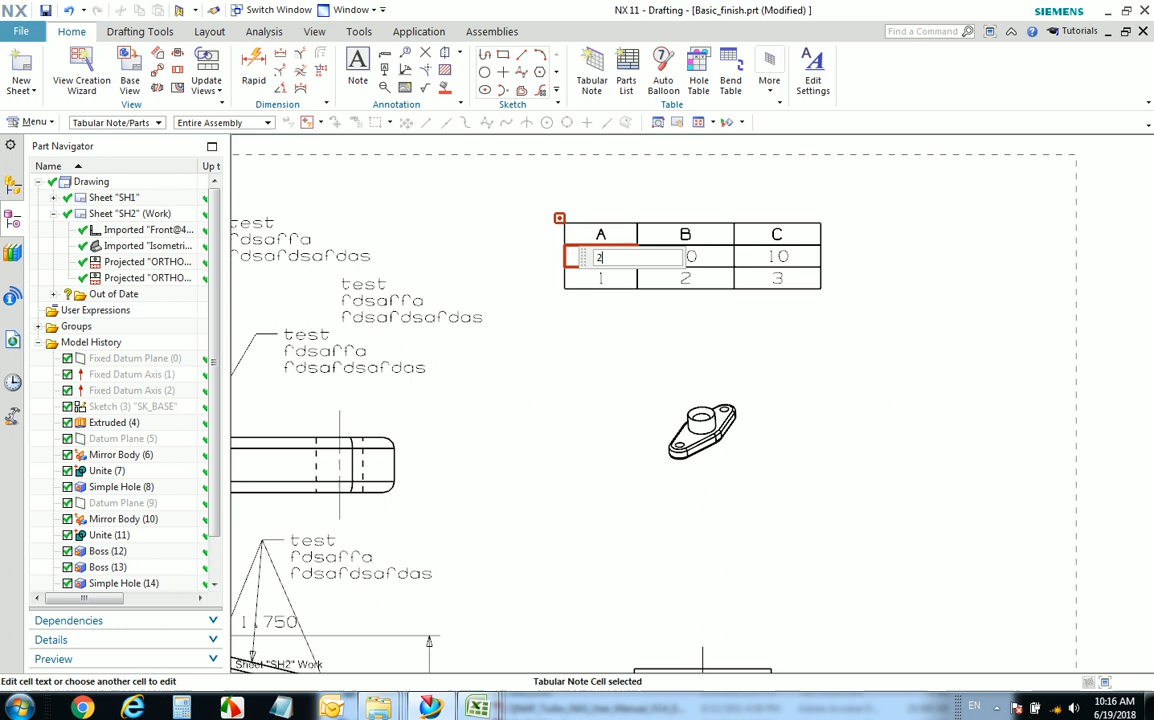 NX
Switch Window
Window
NX 11 - Drafting - [Basic_finish.prt (Modified) ]
SIEMENS
File
Home
Drafting Tools
Layout
Analysis
View
Tools
Application
Assemblies
Find a Command
Tutorials
New Sheet
View Creation Wizard
Base View
Update Views
View
Rapid
Dimension
Note
Annotation
Sketch
Tabular Note
Parts List
Auto Balloon
Hole Table
Bend Table
More
Table
Edit Settings
Menu
Tabular Note/Parts
Entire Assembly
Part Navigator
Name
Up t
Drawing
Sheet "SH1"
Sheet "SH2" (Work)
Imported "Front@4...
Imported "Isometri...
Projected "ORTHO...
Projected "ORTHO...
Out of Date
User Expressions
Groups
Model History
Fixed Datum Plane (0)
Fixed Datum Axis (1)
Fixed Datum Axis (2)
Sketch (3) "SK_BASE"
Extruded (4)
Datum Plane (5)
Mirror Body (6)
Unite (7)
Simple Hole (8)
Datum Plane (9)
Mirror Body (10)
Unite (11)
Boss (12)
Boss (13)
Simple Hole (14)
Dependencies
Details
Preview
test
fdsaffa
fdsafdsafdas
test
fdsaffa
fdsafdsafdas
test
fdsaffa
fdsafdsafdas
test
fdsaffa
fdsafdsafdas
1.750
Sheet "SH2" Work
A B C
2 0 10
1 2 3
Edit cell text or choose another cell to edit
Tabular Note Cell selected
EN
10:16 AM
6/19/2018